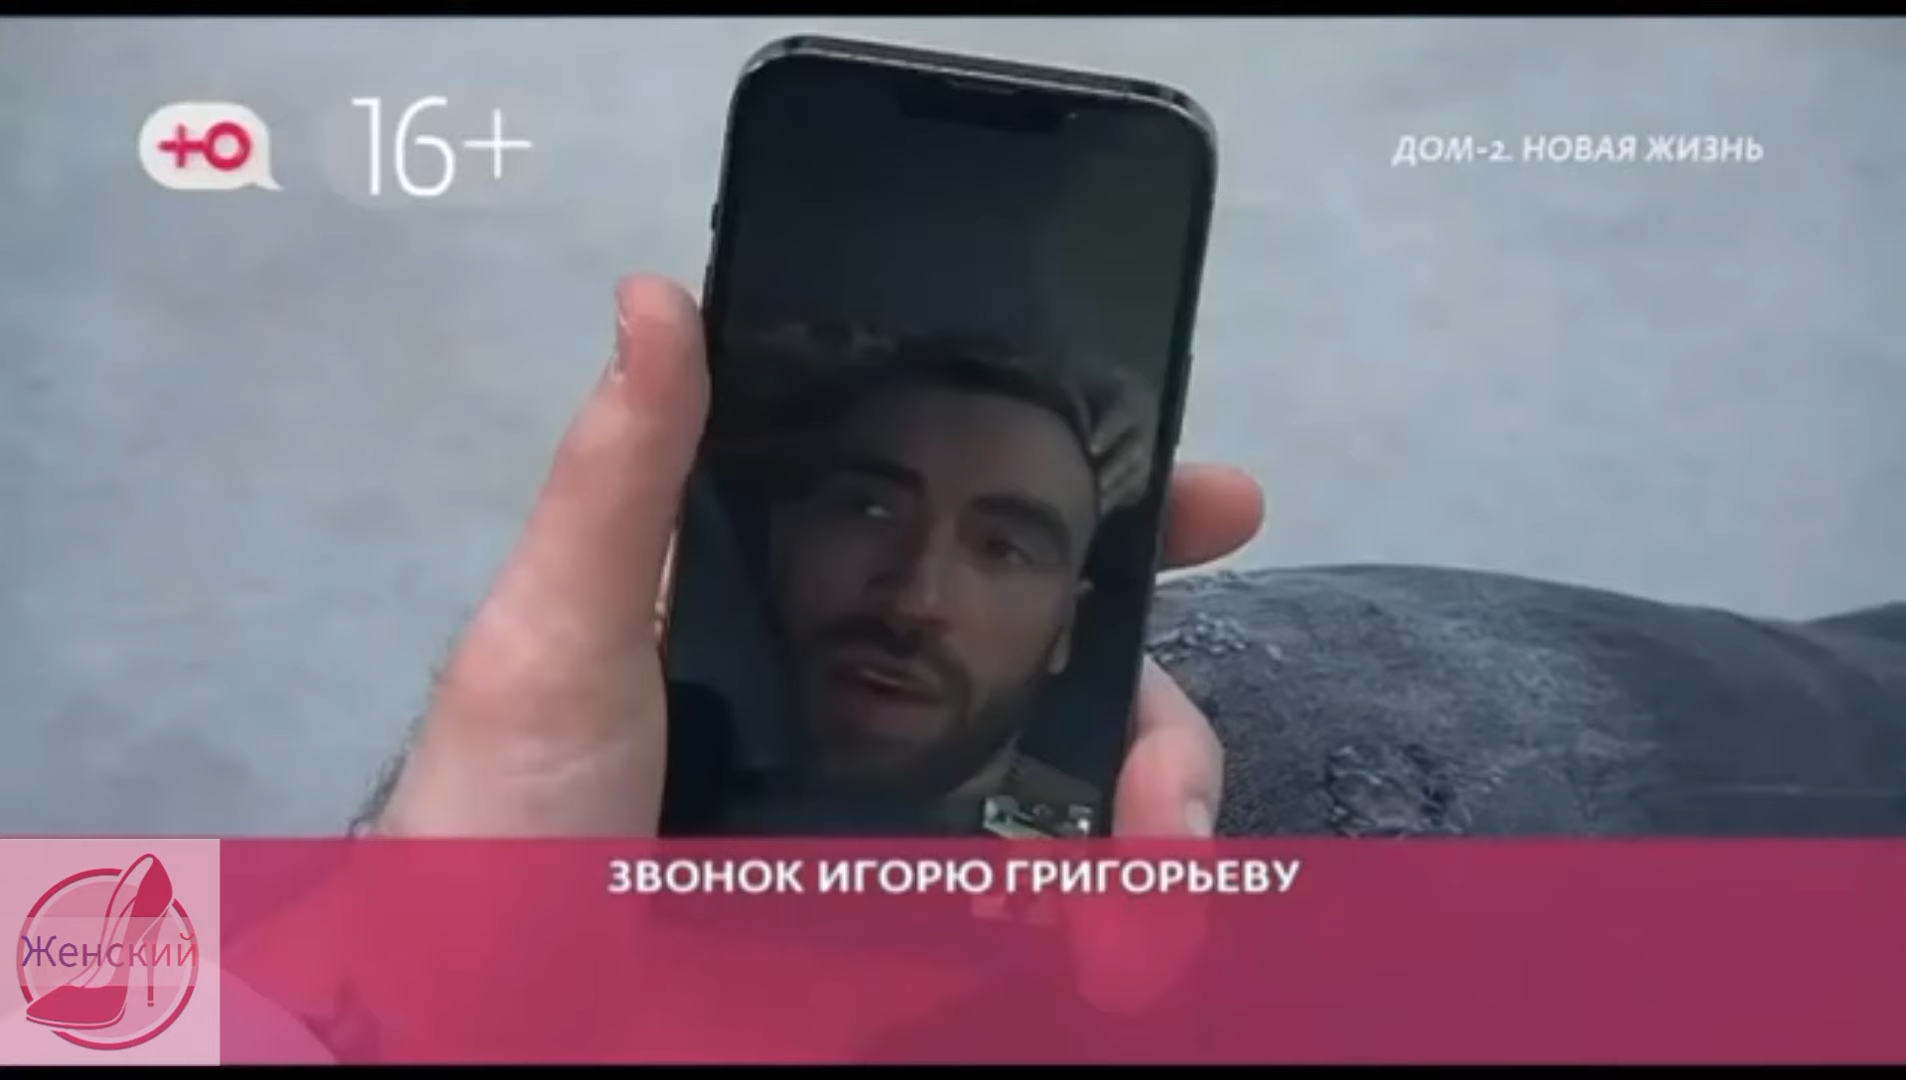 Ю 16+
ДОМ-2. НОВАЯ ЖИЗНЬ
ЗВОНОК ИГОРЮ ГРИГОРЬЕВУ
Женский